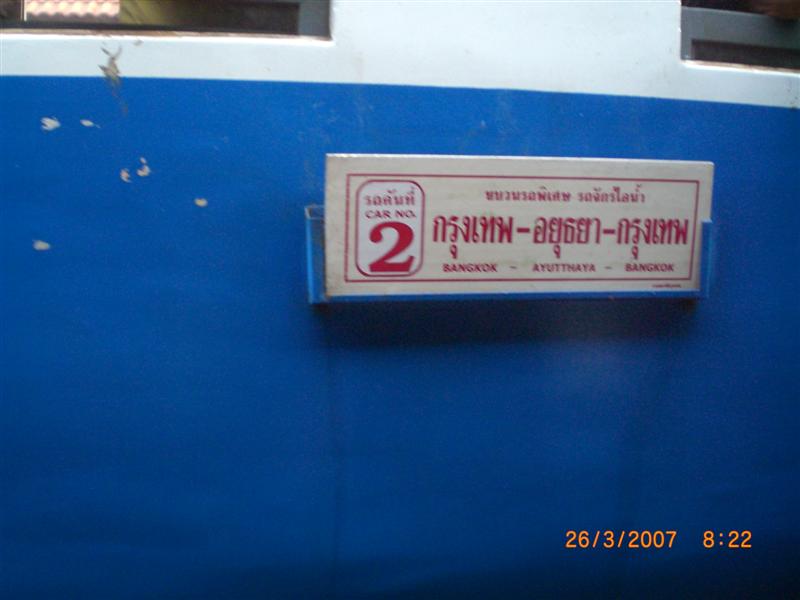 รถคันที่
CAR NO.
2
ขบวนรถพิเศษ รถจักรไอน้ำ
กรุงเทพ-อยุธยา-กรุงเทพ
BANGKOK - AYUTTHAYA - BANGKOK
26/3/2007 8:22